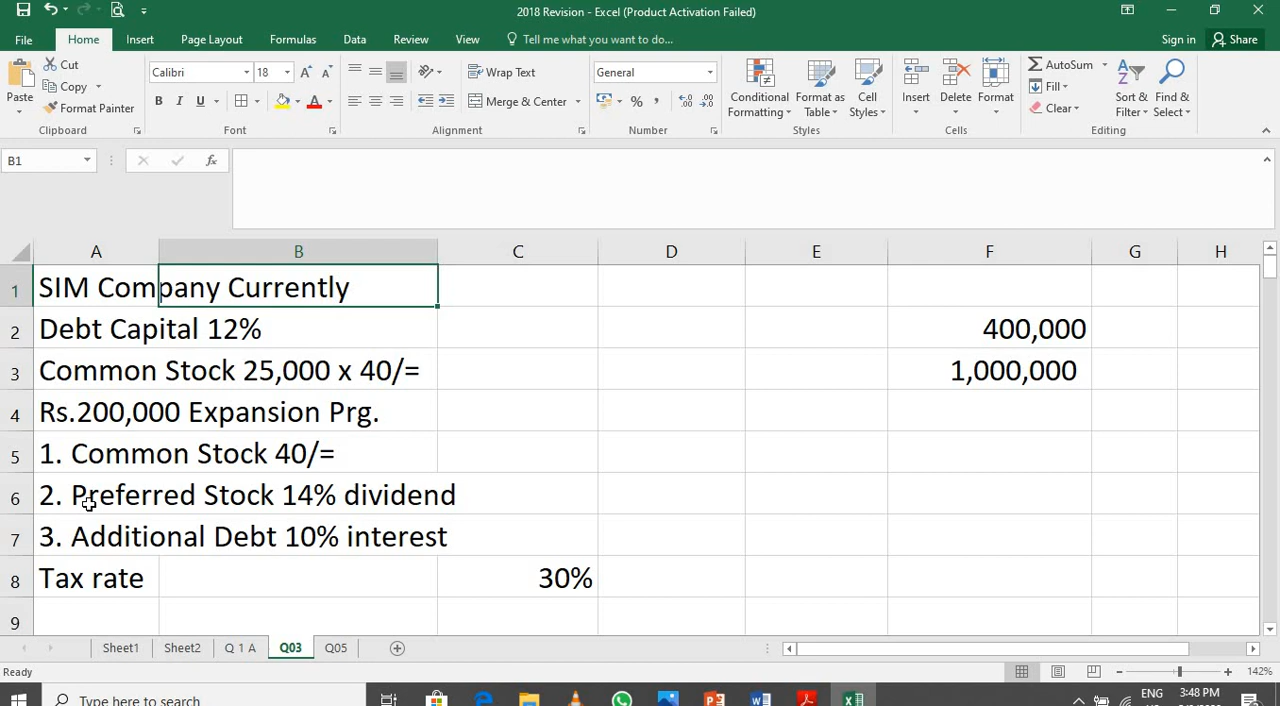 2018 Revision - Excel (Product Activation Failed)
File Home Insert Page Layout Formulas Data Review View Tell me what you want to do... Sign in Share
Paste Cut Copy Format Painter Clipboard
Calibri 18 A A B I U A Font
Wrap Text Merge & Center Alignment
General % , Number
Conditional Formatting Format as Table Cell Styles Styles
Insert Delete Format Cells
AutoSum Fill Clear Sort & Filter Find & Select Editing
B1 fx
A B C D E F G H
1 SIM Company Currently
2 Debt Capital 12% 400,000
3 Common Stock 25,000 x 40/= 1,000,000
4 Rs.200,000 Expansion Prg.
5 1. Common Stock 40/=
6 2. Preferred Stock 14% dividend
7 3. Additional Debt 10% interest
8 Tax rate 30%
9
Sheet1 Sheet2 Q 1 A Q03 Q05
Ready 142%
Type here to search ENG 3:48 PM